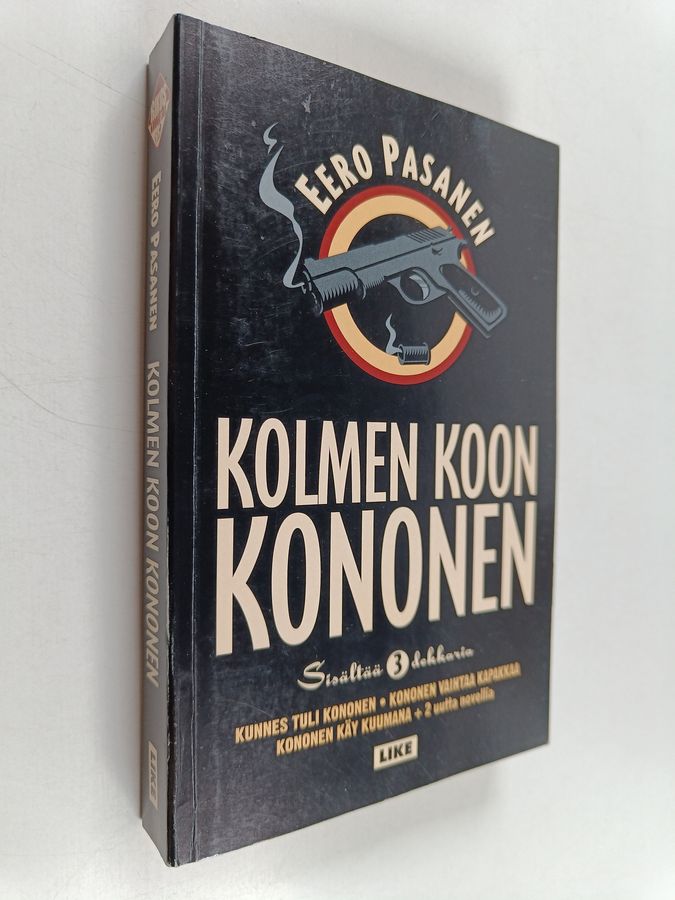 EERO PASANEN
KOLMEN KOON
KONONEN
Sisältää 3 dekkaria
KUNNES TULI KONONEN • KONONEN VAIHTAA KAPAKKAA
KONONEN KÄY KUUMANA + 2 uutta novellia
LIKE
EERO PASANEN KOLMEN KOON KONONEN LIKE